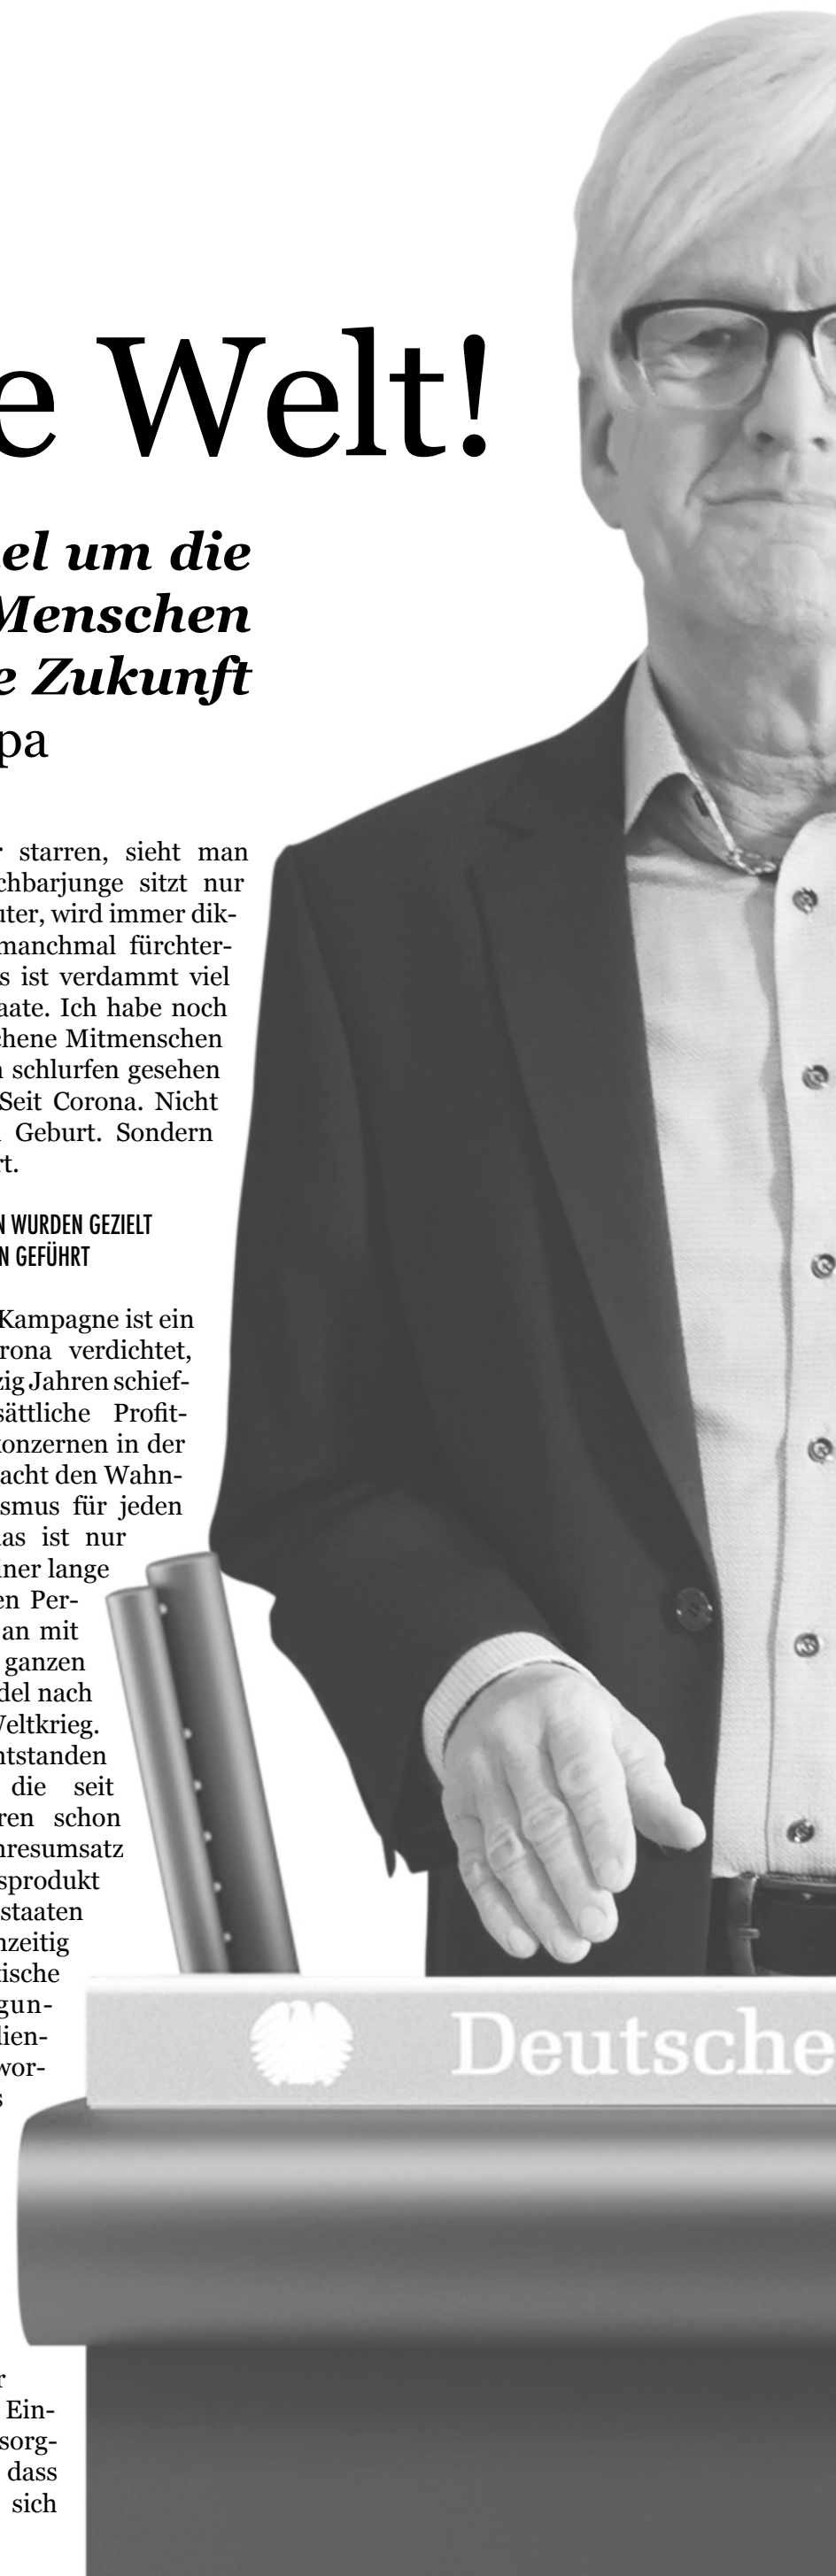 e Welt!
el um die
Menschen
e Zukunft
pa
r starren, sieht man
chbarjunge sitzt nur
uter, wird immer dik-
manchmal fürchter-
s ist verdammt viel
aate. Ich habe noch
chene Mitmenschen
n schlurfen gesehen
Seit Corona. Nicht
Geburt. Sondern
rt.
N WURDEN GEZIELT
N GEFÜHRT
Kampagne ist ein
rona verdichtet,
zig Jahren schief-
sättliche Profit-
konzernen in der
acht den Wahn-
smus für jeden
as ist nur
iner lange
en Per-
an mit
ganzen
del nach
Weltkrieg.
ntstanden
die seit
ren schon
hresumsatz
sprodukt
staaten
hzeitig
tische
gun-
lien-
wor-
s
r
Ein-
sorg-
dass
sich
Deutsche